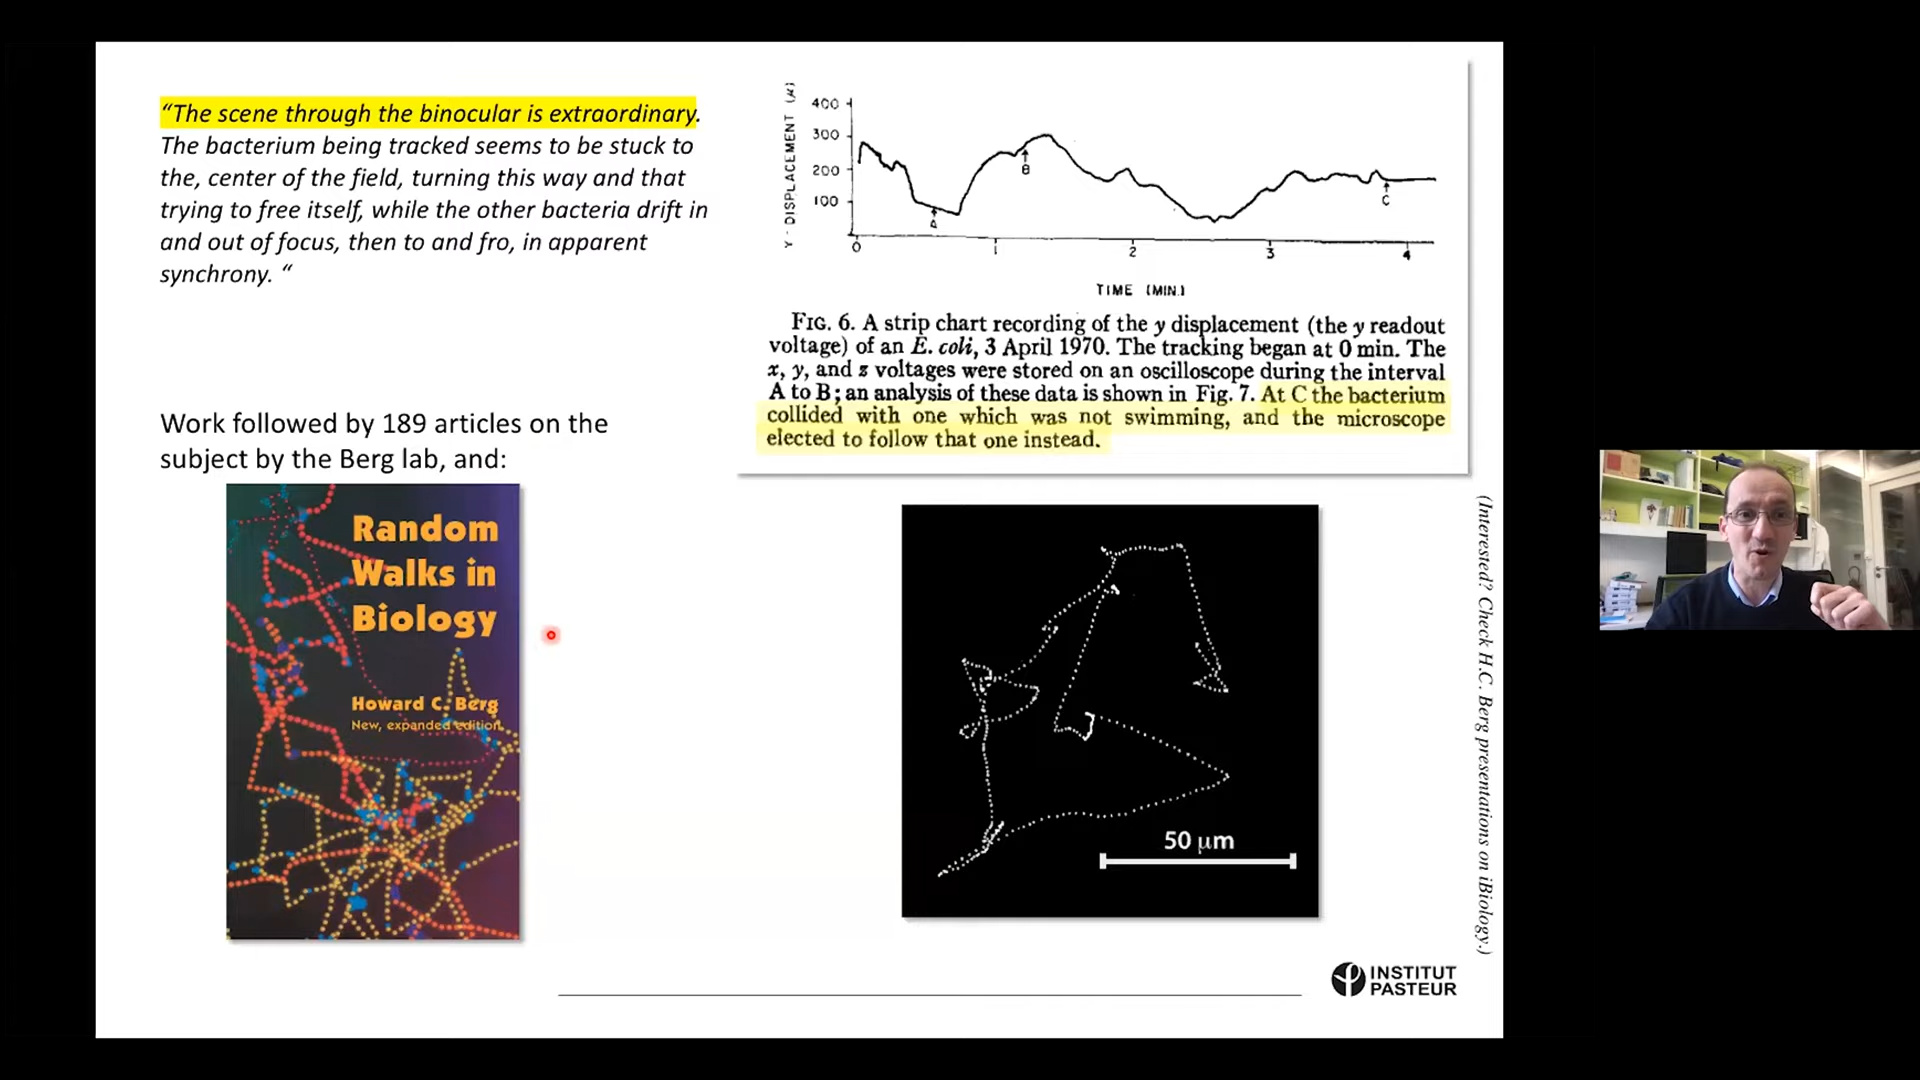 “The scene through the binocular is extraordinary.
The bacterium being tracked seems to be stuck to
the, center of the field, turning this way and that
trying to free itself, while the other bacteria drift in
and out of focus, then to and fro, in apparent
synchrony. “
Work followed by 189 articles on the
subject by the Berg lab, and:
Random
Walks in
Biology
Howard C. Berg
New, expanded edition
Y - DISPLACEMENT (μ)
400
300
200
100
A
B
C
0
1
2
3
4
TIME (MIN.)
FIG. 6. A strip chart recording of the y displacement (the y readout
voltage) of an E. coli, 3 April 1970. The tracking began at 0 min. The
x, y, and z voltages were stored on an oscilloscope during the interval
A to B; an analysis of these data is shown in Fig. 7. At C the bacterium
collided with one which was not swimming, and the microscope
elected to follow that one instead.
50 μm
(Interested? Check H.C. Berg presentations on iBiology.)
INSTITUT
PASTEUR